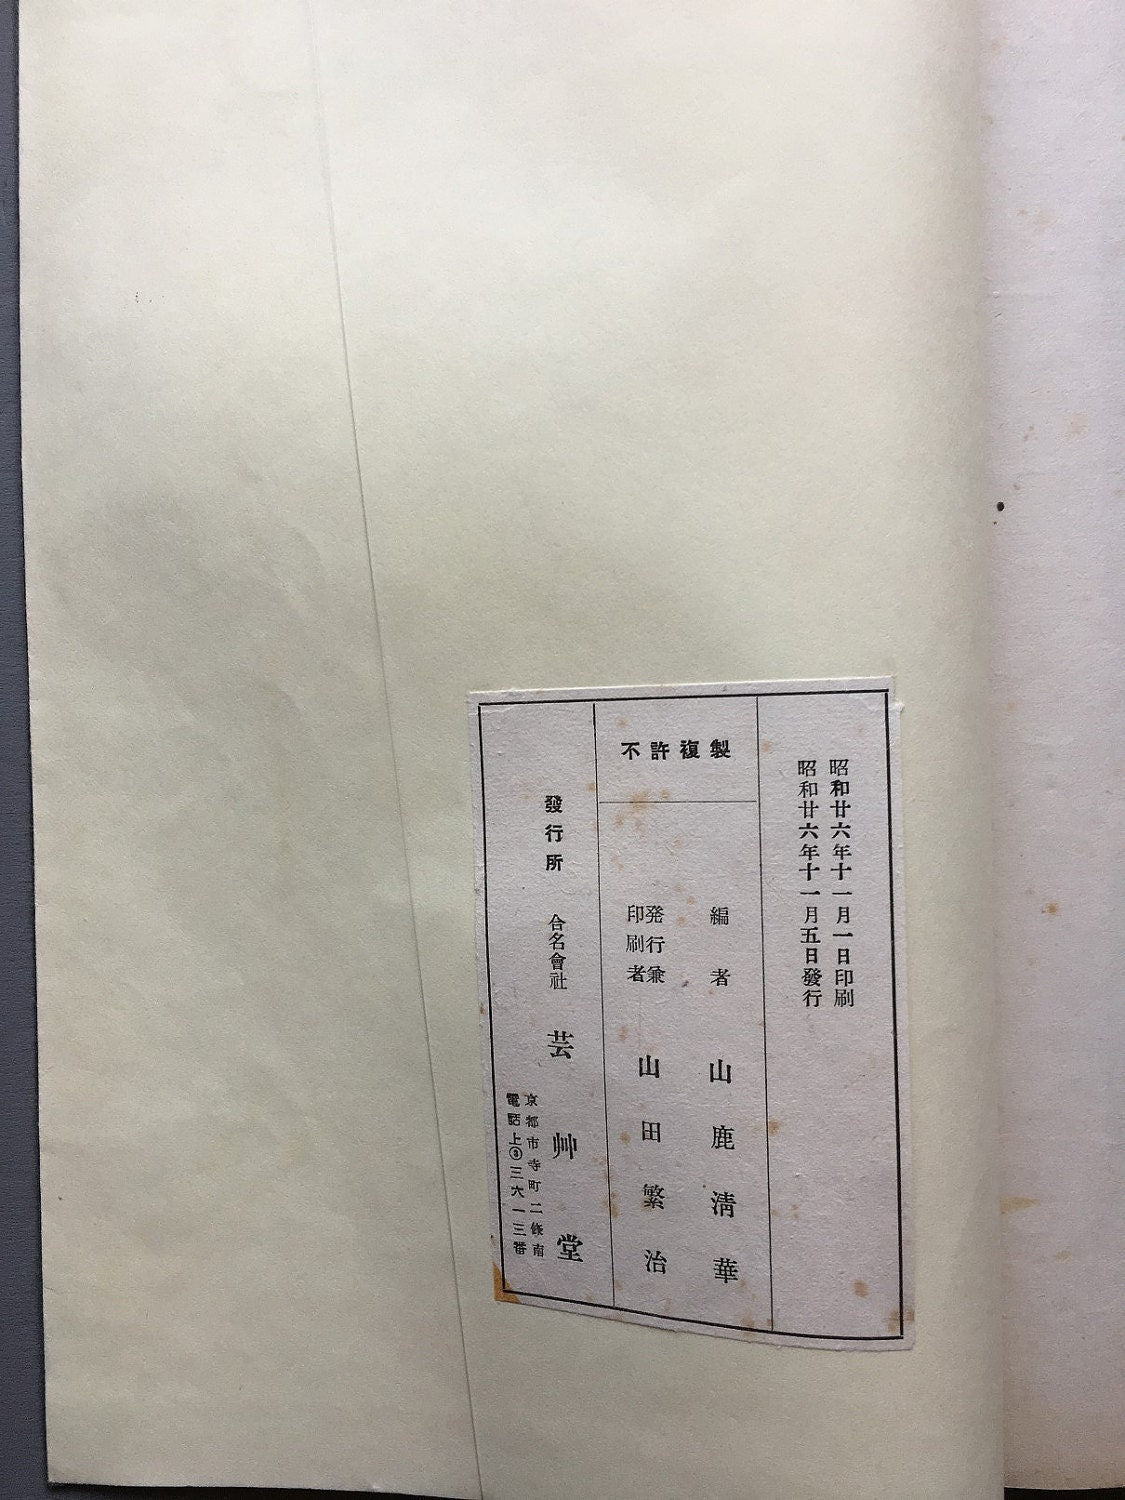 昭和廿六年十一月一日印刷
昭和廿六年十一月五日發行
不許複製
編者 山鹿淸華
発行兼印刷者 山田繁治
發行所 合名會社 芸艸堂
京都市寺町二條南
電話上③三六一三番